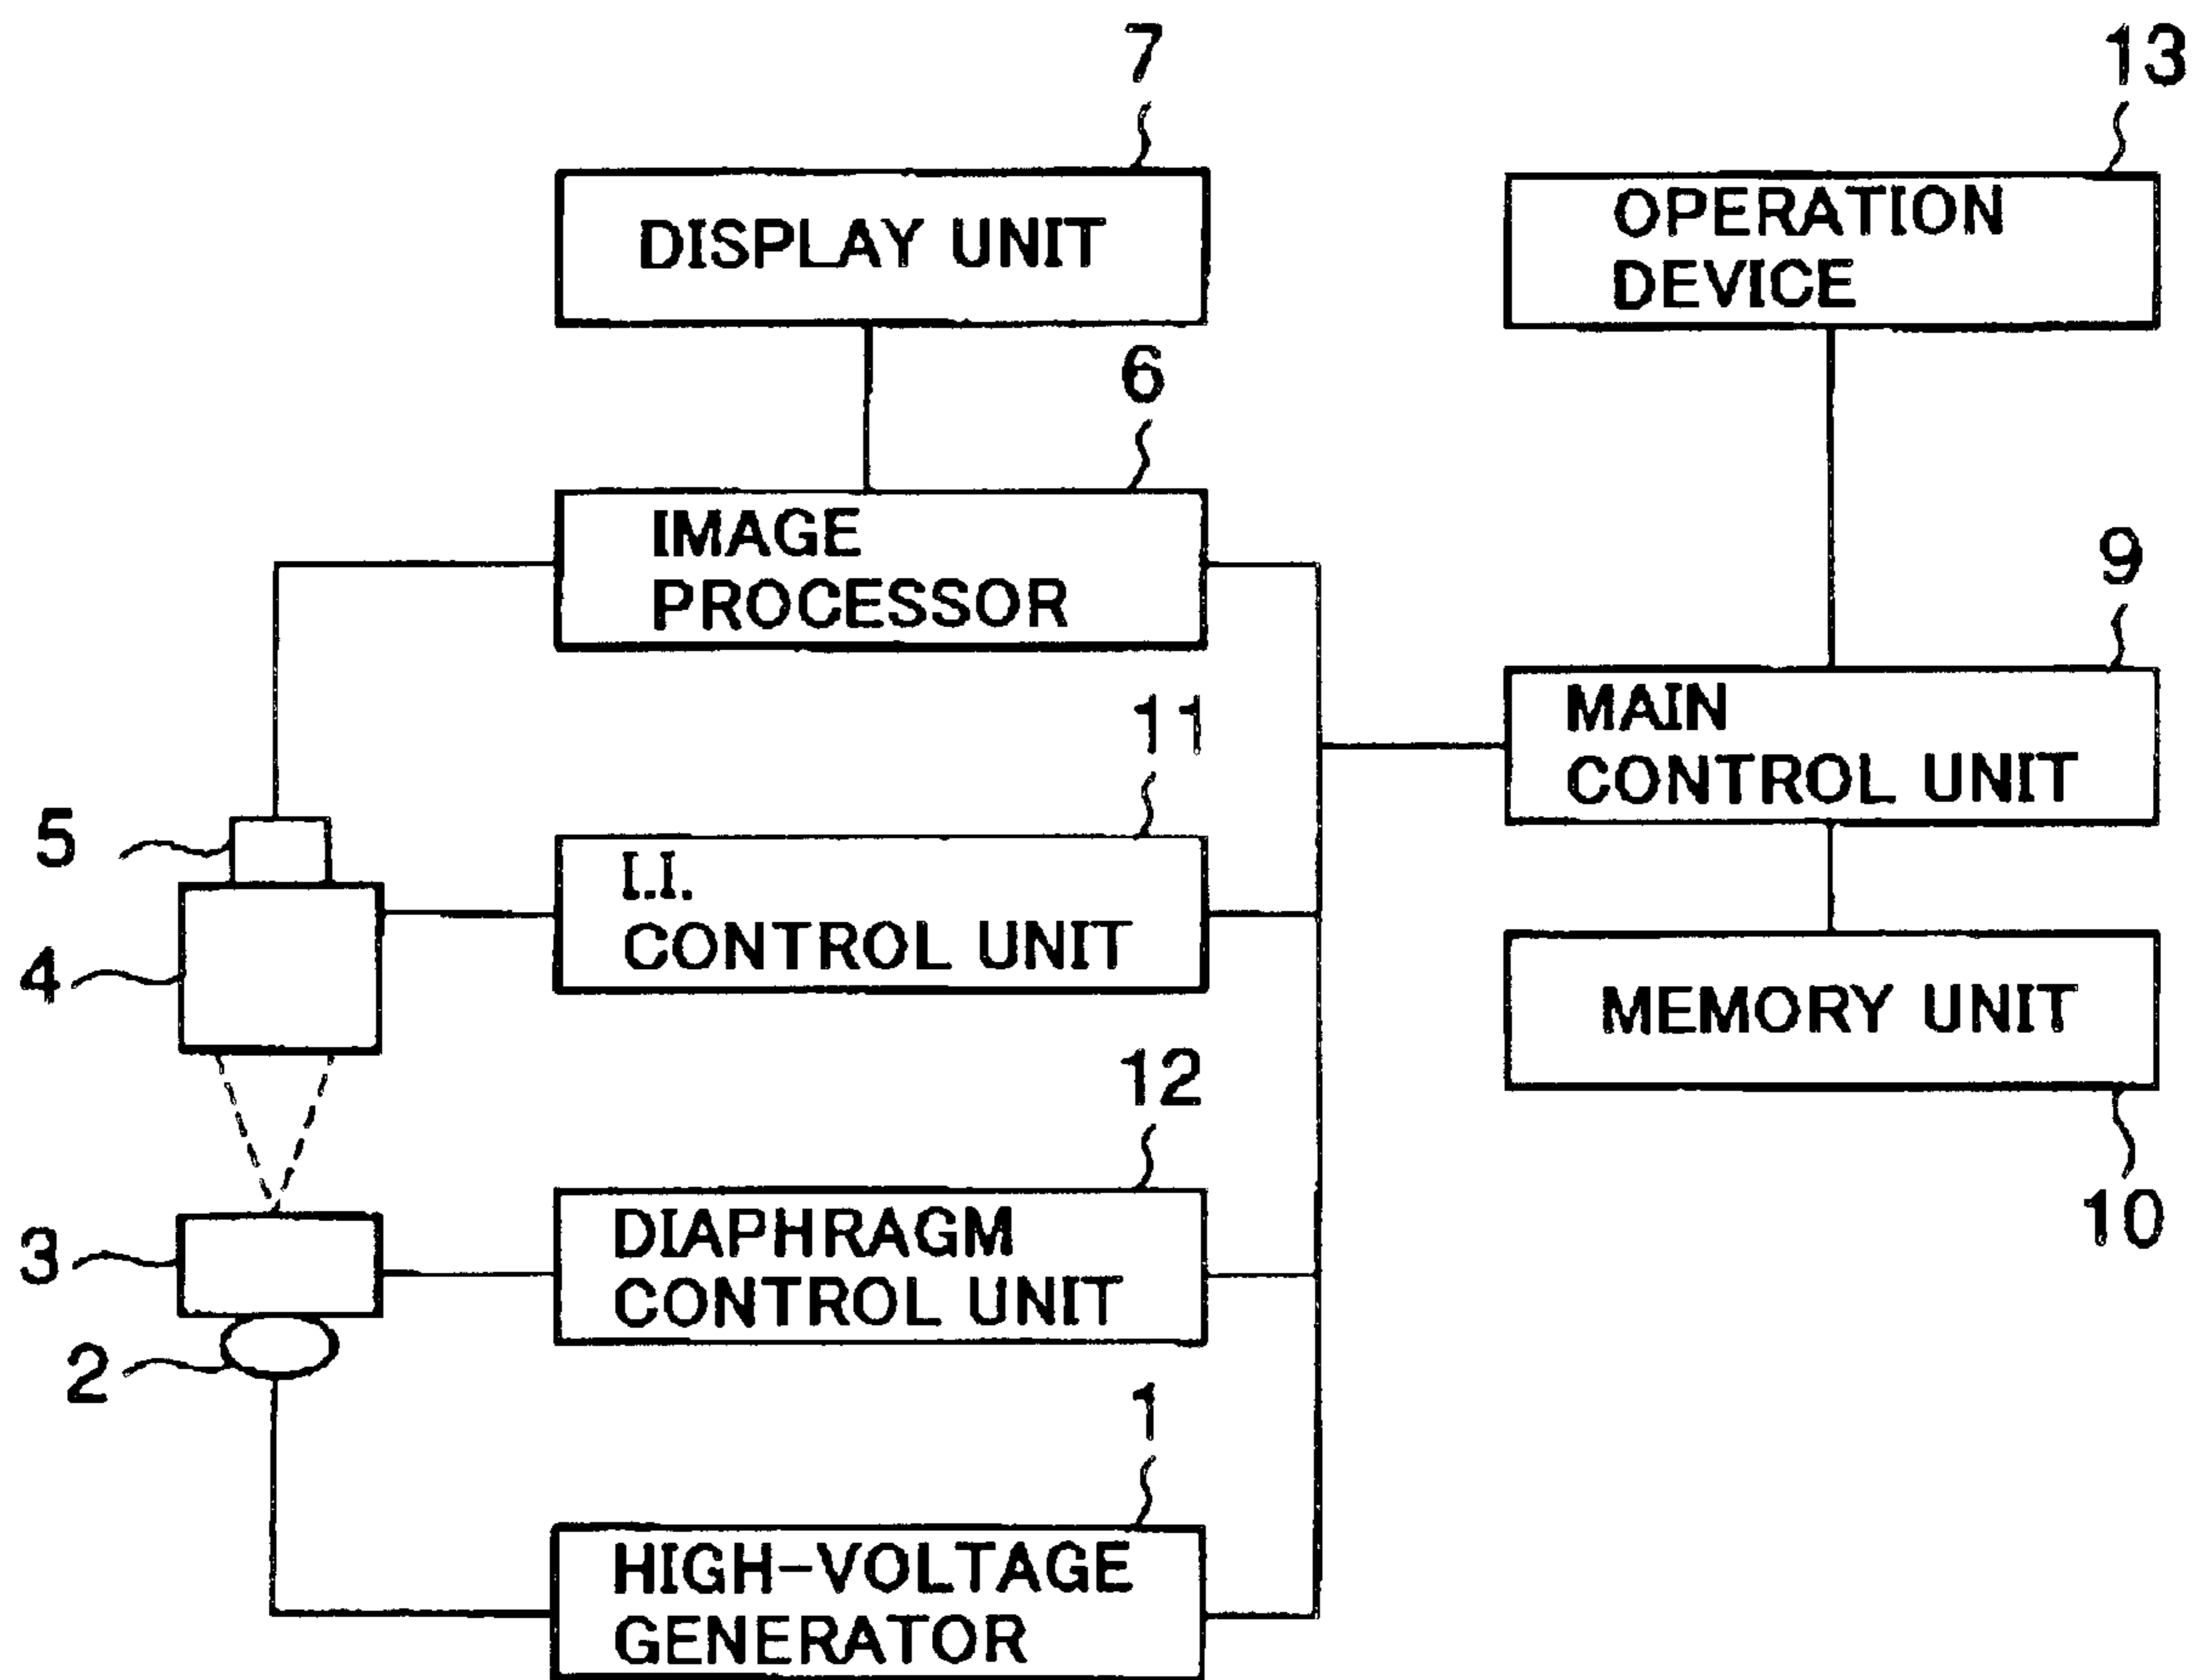 7
13
DISPLAY UNIT
OPERATION
DEVICE
6
IMAGE
PROCESSOR
9
MAIN
CONTROL UNIT
11
5
I.I.
CONTROL UNIT
4
MEMORY UNIT
12
10
3
DIAPHRAGM
CONTROL UNIT
2
1
HIGH-VOLTAGE
GENERATOR